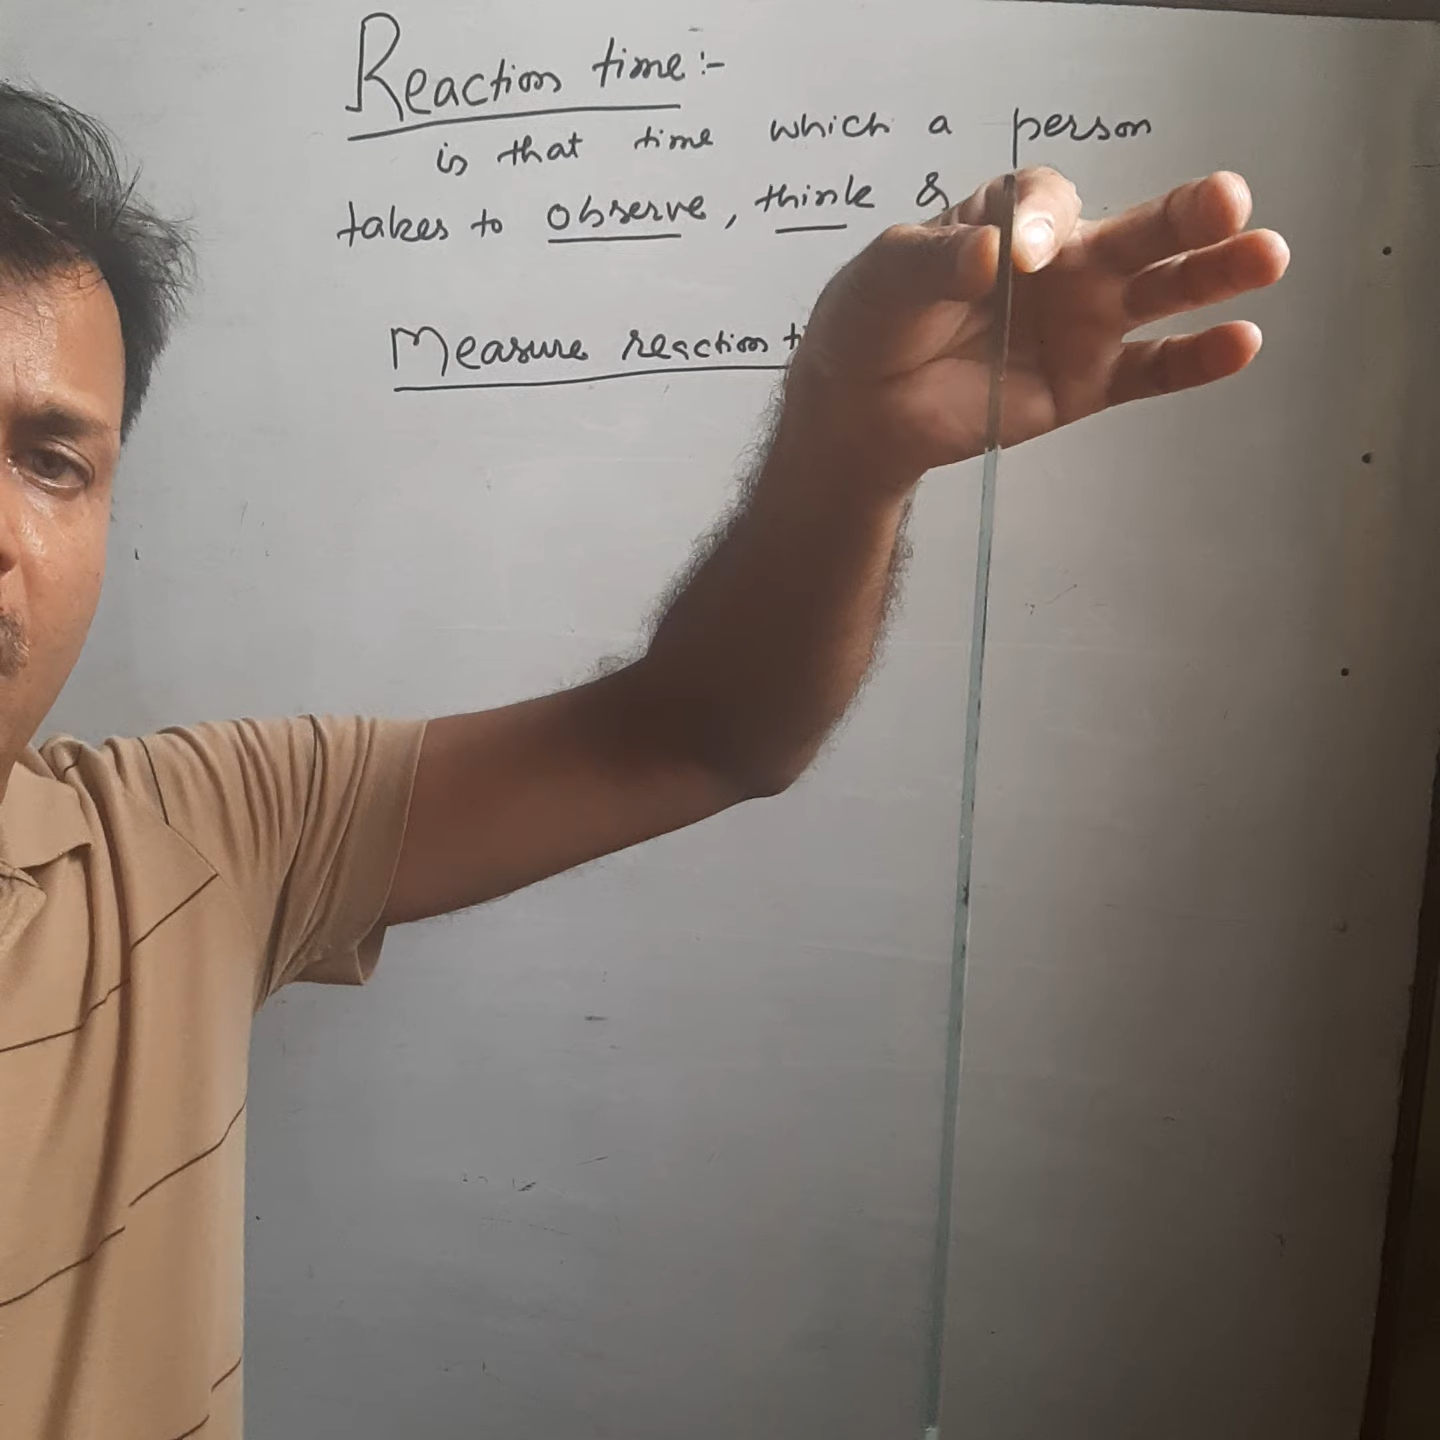 Reaction time :-
is that time which a person
takes to observe, think &
Measure reaction